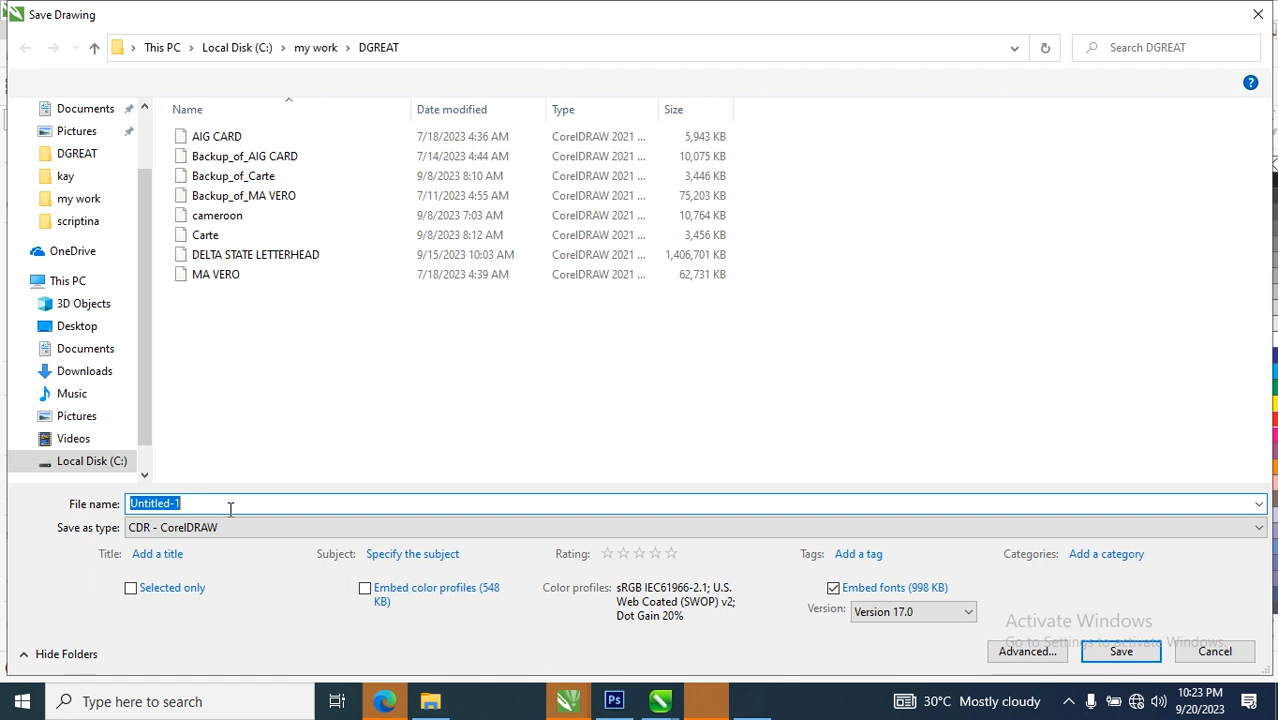 Save Drawing
This PC Local Disk (C:) my work DGREAT
Search DGREAT
Name Date modified Type Size
Documents
Pictures
DGREAT
kay
my work
scriptina
OneDrive
This PC
3D Objects
Desktop
Documents
Downloads
Music
Pictures
Videos
Local Disk (C:)
AIG CARD 7/18/2023 4:36 AM CorelDRAW 2021 ... 5,943 KB
Backup_of_AIG CARD 7/14/2023 4:44 AM CorelDRAW 2021 ... 10,075 KB
Backup_of_Carte 9/8/2023 8:10 AM CorelDRAW 2021 ... 3,446 KB
Backup_of_MA VERO 7/11/2023 4:55 AM CorelDRAW 2021 ... 75,203 KB
cameroon 9/8/2023 7:03 AM CorelDRAW 2021 ... 10,764 KB
Carte 9/8/2023 8:12 AM CorelDRAW 2021 ... 3,456 KB
DELTA STATE LETTERHEAD 9/15/2023 10:03 AM CorelDRAW 2021 ... 1,406,701 KB
MA VERO 7/18/2023 4:39 AM CorelDRAW 2021 ... 62,731 KB
File name: Untitled-1
Save as type: CDR - CorelDRAW
Title: Add a title Subject: Specify the subject Rating: Tags: Add a tag Categories: Add a category
Selected only
Embed color profiles (548
KB)
Color profiles: sRGB IEC61966-2.1; U.S.
Web Coated (SWOP) v2;
Dot Gain 20%
Embed fonts (998 KB)
Version: Version 17.0
Activate Windows
Go to Settings to activate Windows.
Hide Folders
Advanced... Save Cancel
Type here to search
Ps
30°C Mostly cloudy
10:23 PM
9/20/2023